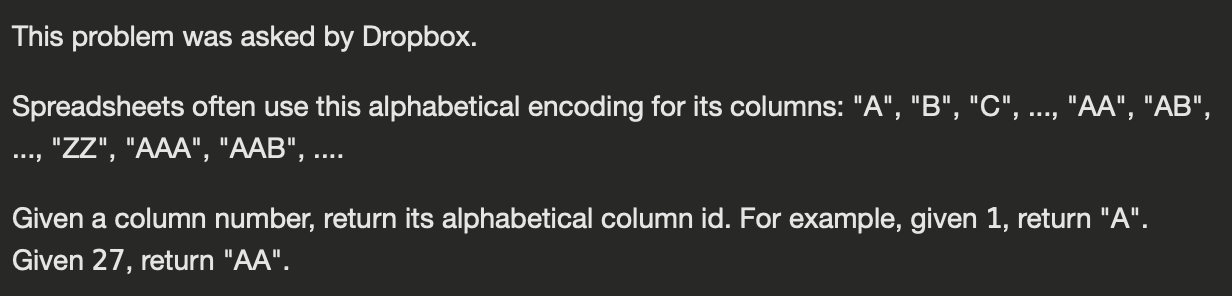 This problem was asked by Dropbox.
Spreadsheets often use this alphabetical encoding for its columns: "A", "B", "C", ..., "AA", "AB",
..., "ZZ", "AAA", "AAB", ....
Given a column number, return its alphabetical column id. For example, given 1, return "A".
Given 27, return "AA".